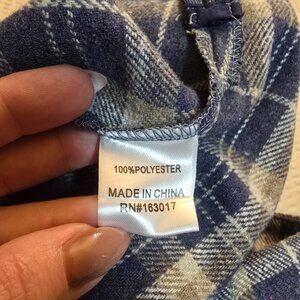 100%POLYESTER
MADE IN CHINA
RN#163017